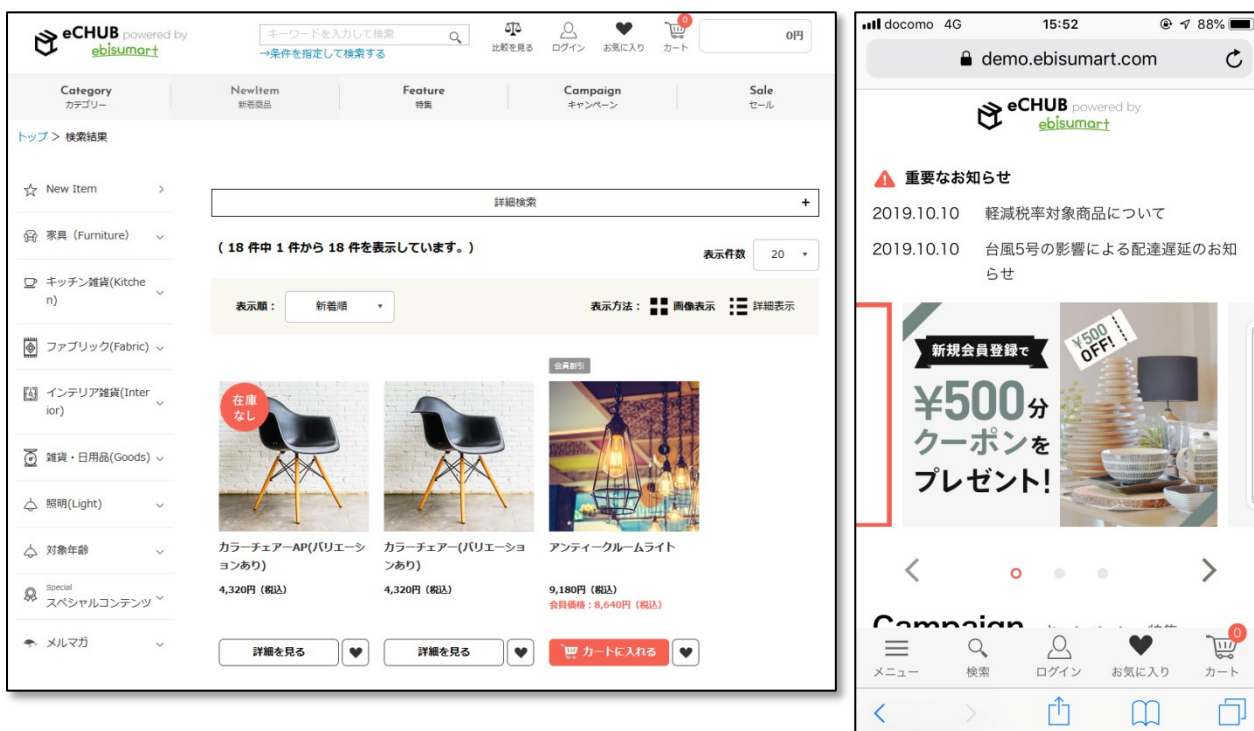 eCHUB powered by
ebisumart
キーワードを入力して検索
→条件を指定して検索する
比較を見る
ログイン
お気に入り
0
カート
0円
Category
カテゴリー
NewItem
新着商品
Feature
特集
Campaign
キャンペーン
Sale
セール
トップ > 検索結果
New Item
家具（Furniture）
キッチン雑貨(Kitche
n)
ファブリック(Fabric)
インテリア雑貨(Inter
ior)
雑貨・日用品(Goods)
照明(Light)
対象年齢
Special
スペシャルコンテンツ
メルマガ
詳細検索 +
( 18 件中 1 件から 18 件を表示しています。)
表示件数 20
表示順： 新着順
表示方法： 画像表示 詳細表示
在庫
なし
カラーチェアーAP(バリエーシ
ョンあり)
4,320円（税込）
詳細を見る
カラーチェアー(バリエーショ
ンあり)
4,320円（税込）
詳細を見る
会員割引
アンティークルームライト
9,180円（税込）
会員価格：8,640円（税込）
カートに入れる
docomo 4G 15:52 88%
demo.ebisumart.com
eCHUB powered by
ebisumart
重要なお知らせ
2019.10.10 軽減税率対象商品について
2019.10.10 台風5号の影響による配達遅延のお知
らせ
新規会員登録で
¥500分
クーポンを
プレゼント!
¥500
OFF!
Campaign
メニュー
検索
ログイン
お気に入り
0
カート